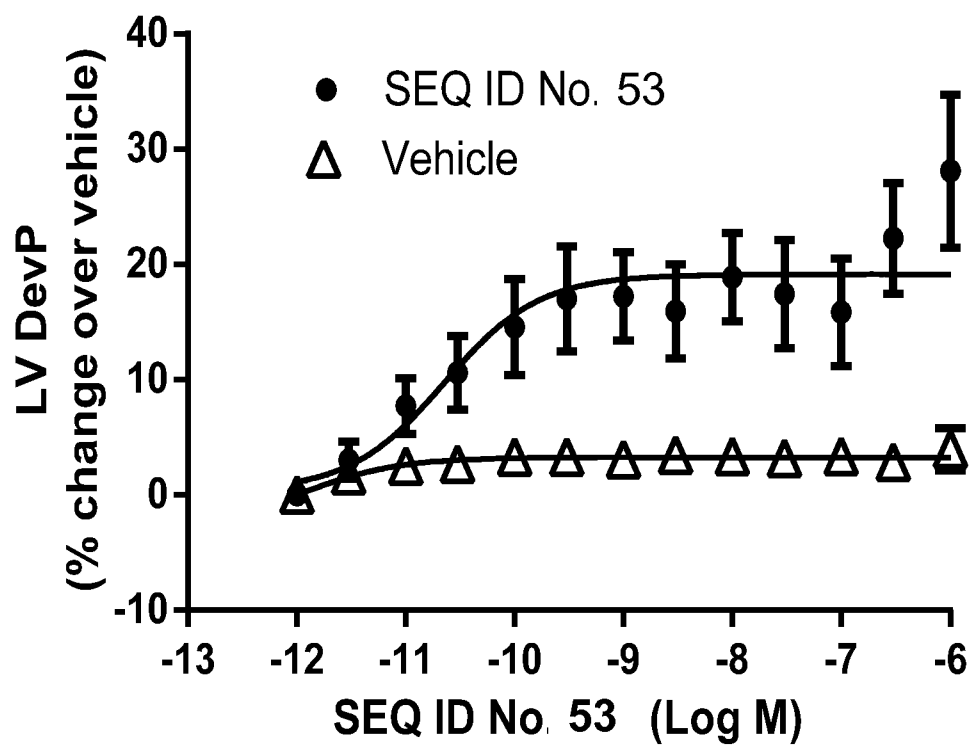 LV DevP
(% change over vehicle)
40
30
20
10
0
-10
SEQ ID No. 53
Vehicle
-13 -12 -11 -10 -9 -8 -7 -6
SEQ ID No. 53 (Log M)